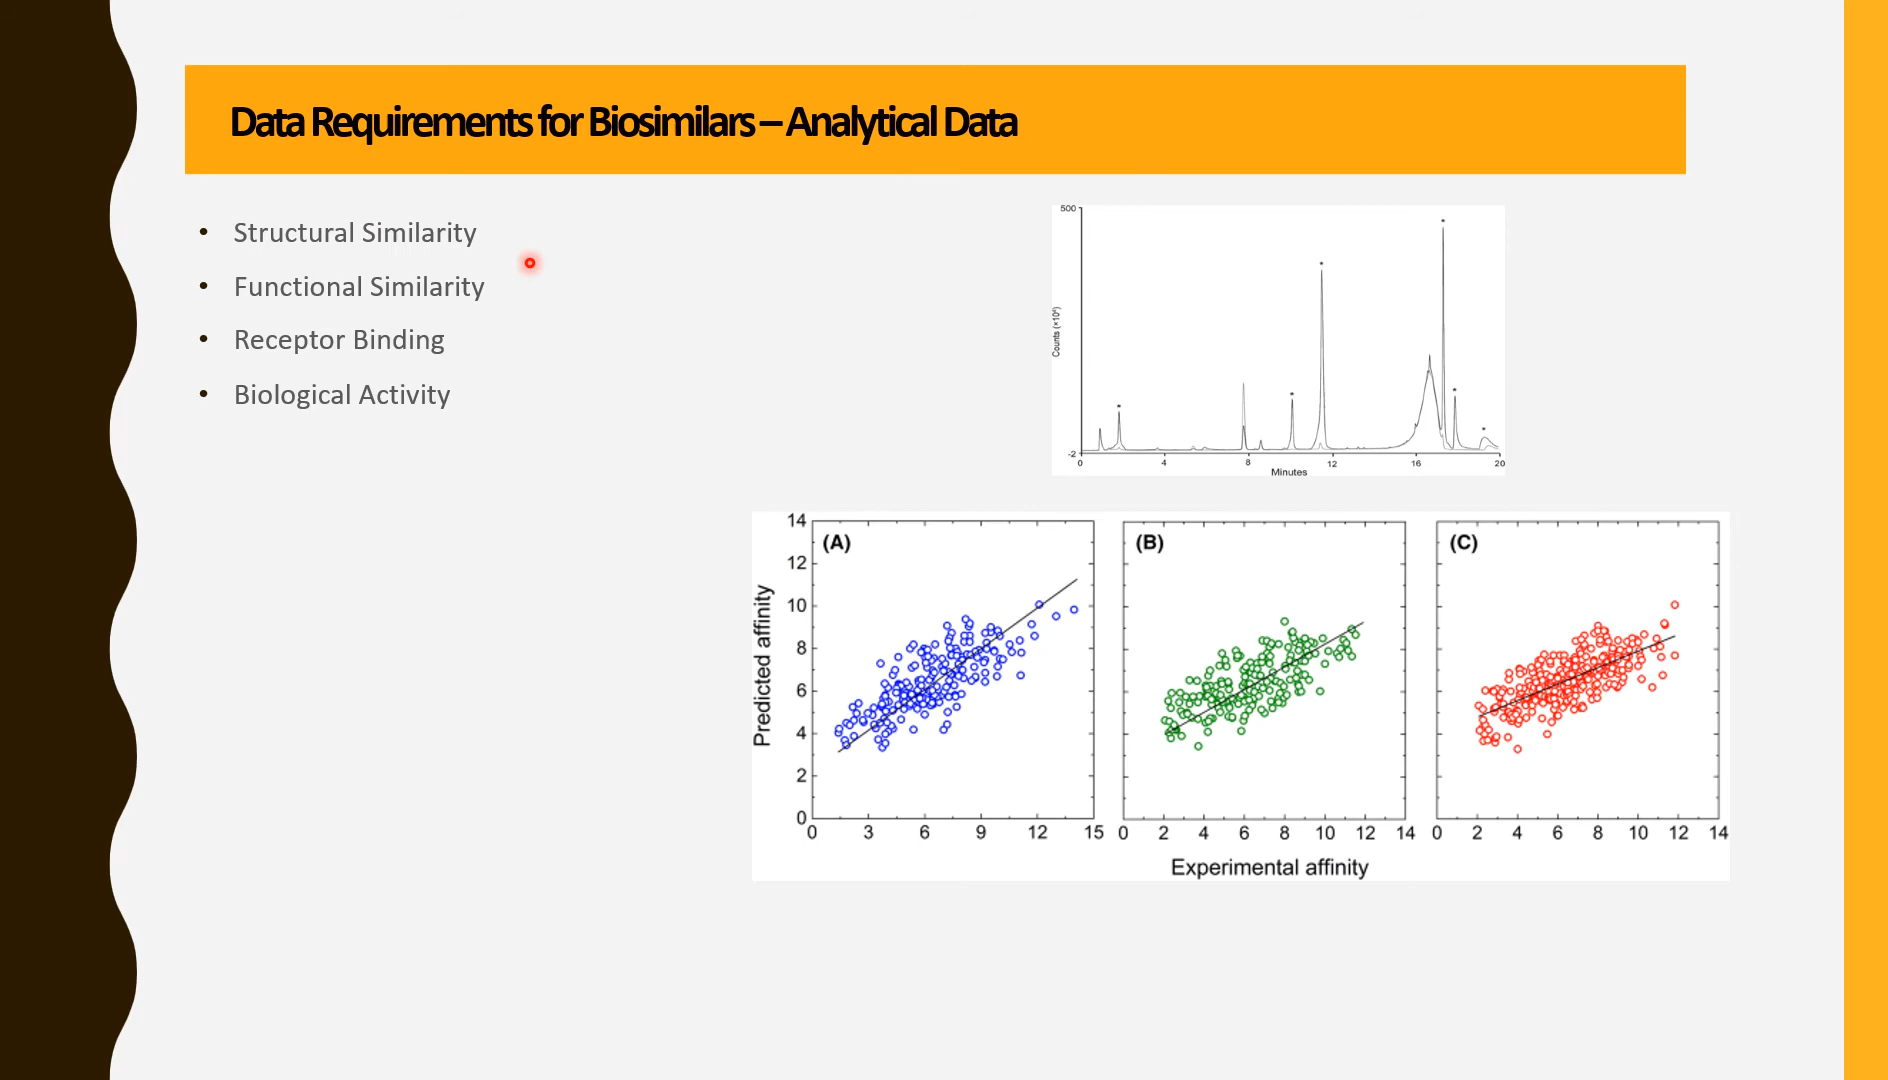 Data Requirements for Biosimilars – Analytical Data
• Structural Similarity
• Functional Similarity
• Receptor Binding
• Biological Activity
500
Counts (×10⁶)
-2
0 4 8 12 16 20
Minutes
(A) (B) (C)
Predicted affinity
14
12
10
8
6
4
2
0
0 3 6 9 12 15 0 2 4 6 8 10 12 14 0 2 4 6 8 10 12 14
Experimental affinity